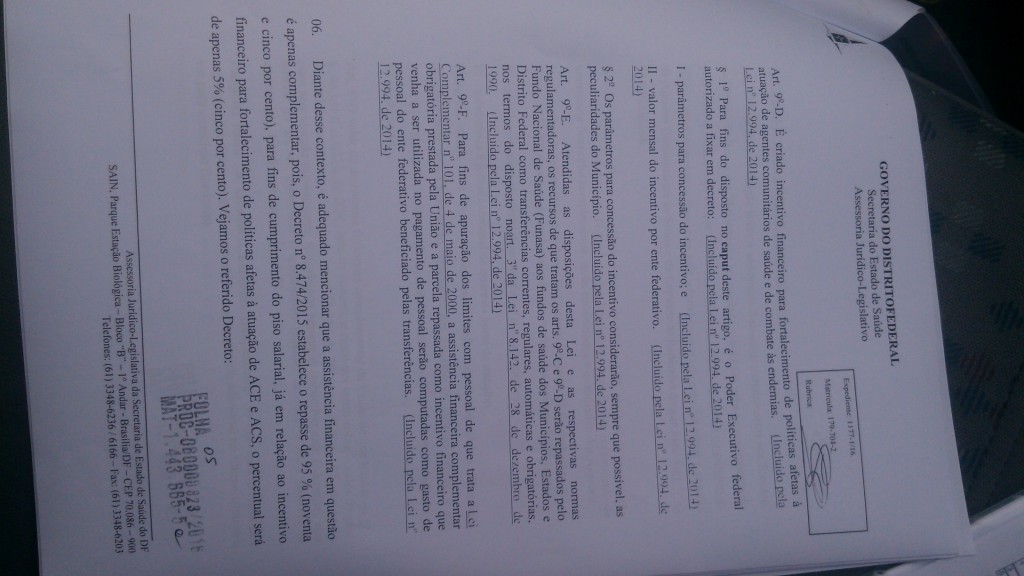 GOVERNO DO DISTRITOFEDERAL
Secretaria do Estado de Saúde
Assessoria Jurídico-Legislativo
Expediente: 1177-1116
Matrícula: 179-704-2
Rubrica:
Art. 9º-D. É criado incentivo financeiro para fortalecimento de políticas afetas à
atuação de agentes comunitários de saúde e de combate às endemias. (Incluído pela
Lei nº 12.994, de 2014)
§ 1º Para fins do disposto no caput deste artigo, é o Poder Executivo federal
autorizado a fixar em decreto: (Incluído pela Lei nº 12.994, de 2014)
I - parâmetros para concessão do incentivo; e (Incluído pela Lei nº 12.994, de 2014)
II - valor mensal do incentivo por ente federativo. (Incluído pela Lei nº 12.994, de
2014)
§ 2º Os parâmetros para concessão do incentivo considerarão, sempre que possível, as
peculiaridades do Município. (Incluído pela Lei nº 12.994, de 2014)
Art. 9º-E. Atendidas as disposições desta Lei e as respectivas normas
regulamentadoras, os recursos de que tratam os arts. 9º-C e 9º-D serão repassados pelo
Fundo Nacional de Saúde (Funasa) aos fundos de saúde dos Municípios, Estados e
Distrito Federal como transferências correntes, regulares, automáticas e obrigatórias,
nos termos do disposto noart. 3º da Lei nº 8.142, de 28 de dezembro de
1990. (Incluído pela Lei nº 12.994, de 2014)
Art. 9º-F. Para fins de apuração dos limites com pessoal de que trata a Lei
Complementar nº 101, de 4 de maio de 2000, a assistência financeira complementar
obrigatória prestada pela União e a parcela repassada como incentivo financeiro que
venha a ser utilizada no pagamento de pessoal serão computadas como gasto de
pessoal do ente federativo beneficiado pelas transferências. (Incluído pela Lei nº
12.994, de 2014)
06. Diante desse contexto, é adequado mencionar que a assistência financeira em questão
é apenas complementar, pois, o Decreto nº 8.474/2015 estabelece o repasse de 95 % (noventa
e cinco por cento), para fins de cumprimento do piso salarial, já em relação ao incentivo
financeiro para fortalecimento de políticas afetas à atuação de ACE e ACS, o percentual será
de apenas 5% (cinco por cento). Vejamos o referido Decreto:
FOLHA 05
MAT-1.443
Assessoria Jurídico-Legislativa da Secretaria de Estado de Saúde do DF
SAIN, Parque Estação Biológica – Bloco "B" – 1º Andar - Brasília/DF – CEP 70.086 – 900
Telefones: (61) 3348-6236 / 6166 – Fax: (61) 3348-6203